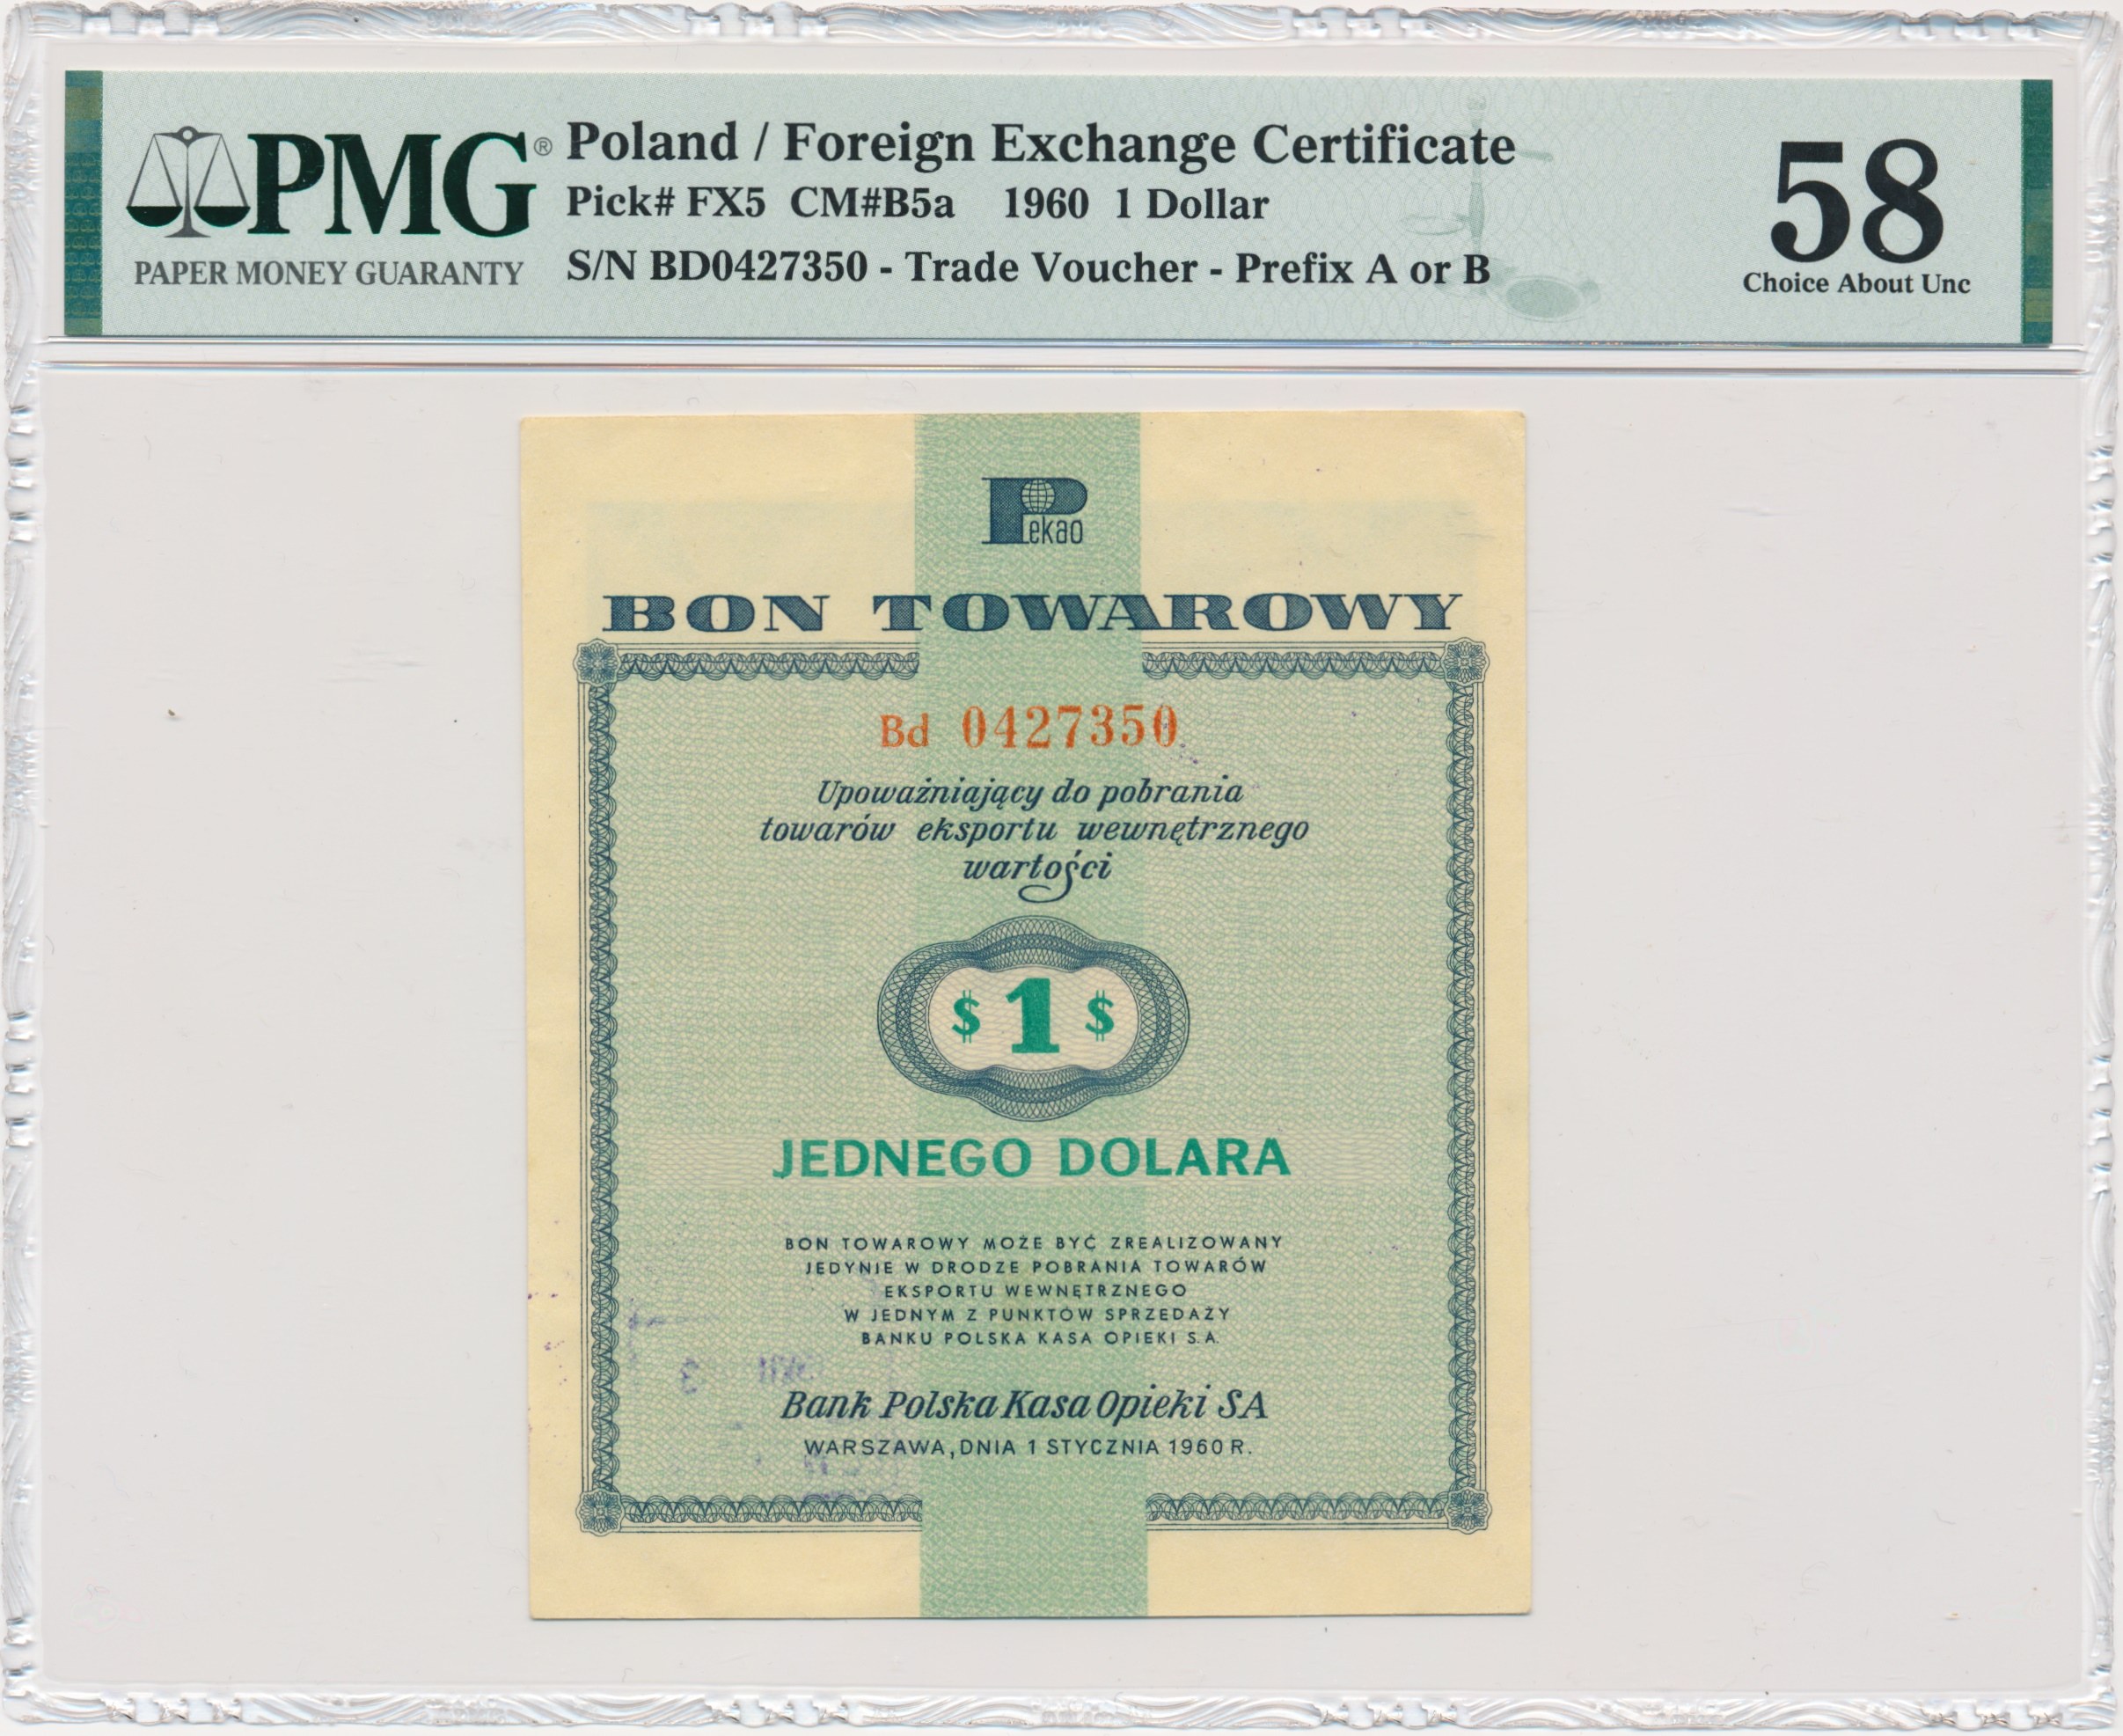 PMG® Poland / Foreign Exchange Certificate
Pick# FX5 CM#B5a 1960 1 Dollar
PAPER MONEY GUARANTY S/N BD0427350 - Trade Voucher - Prefix A or B
58
Choice About Unc
Pekao
BON TOWAROWY
Bd 0427350
Upoważniający do pobrania
towarów eksportu wewnętrznego
wartości
$ 1 $
JEDNEGO DOLARA
BON TOWAROWY MOŻE BYĆ ZREALIZOWANY
JEDYNIE W DRODZE POBRANIA TOWARÓW
EKSPORTU WEWNĘTRZNEGO
W JEDNYM Z PUNKTÓW SPRZEDAŻY
BANKU POLSKA KASA OPIEKI S.A.
Bank Polska Kasa Opieki SA
WARSZAWA, DNIA 1 STYCZNIA 1960 R.